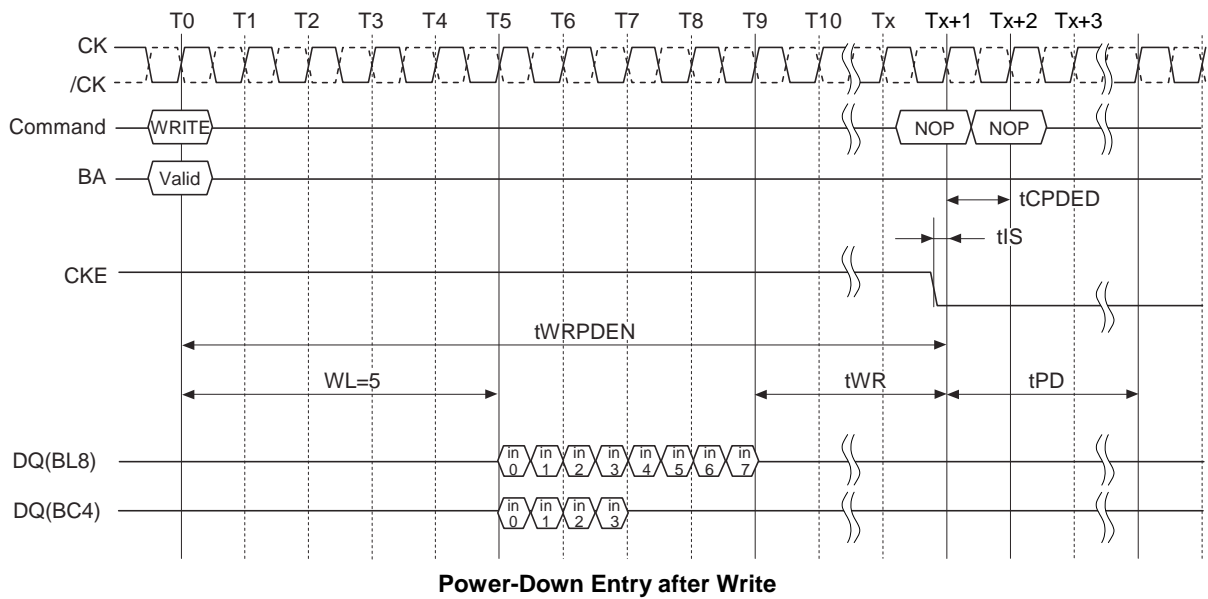 T0 T1 T2 T3 T4 T5 T6 T7 T8 T9 T10 Tx Tx+1 Tx+2 Tx+3
CK
/CK
Command WRITE NOP NOP
BA Valid
tCPDED
tIS
CKE
tWRPDEN
WL=5 tWR tPD
DQ(BL8) in 0 in 1 in 2 in 3 in 4 in 5 in 6 in 7
DQ(BC4) in 0 in 1 in 2 in 3
Power-Down Entry after Write